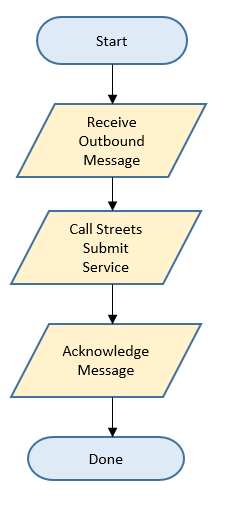 Start
Receive
Outbound
Message
Call Streets
Submit
Service
Acknowledge
Message
Done